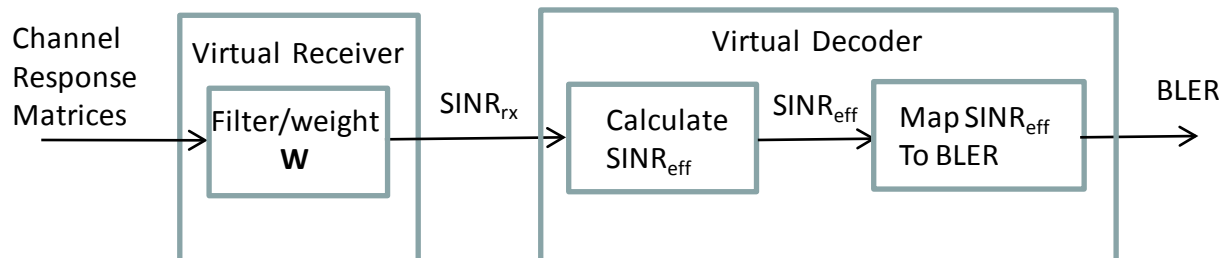 Channel
Response
Matrices
Virtual Receiver
Filter/weight
W
SINRrx
Virtual Decoder
Calculate
SINReff
SINReff
Map SINReff
To BLER
BLER